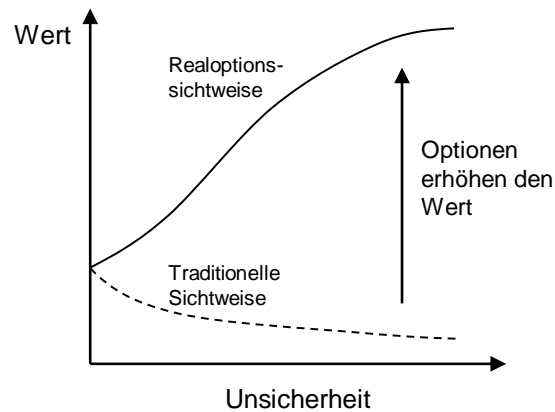 Wert
Realoptions-
sichtweise
Optionen
erhöhen den
Wert
Traditionelle
Sichtweise
Unsicherheit